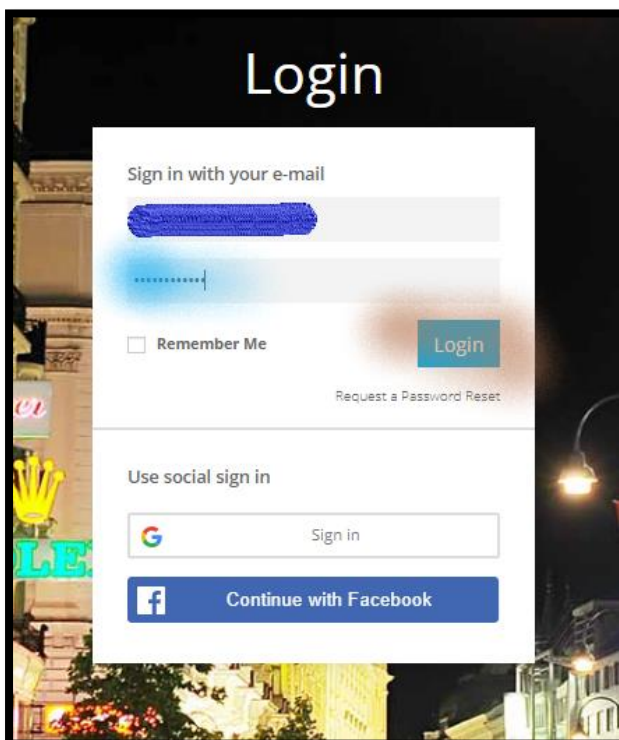 Login
Sign in with your e-mail
............
Remember Me
Login
Request a Password Reset
Use social sign in
Sign in
Continue with Facebook